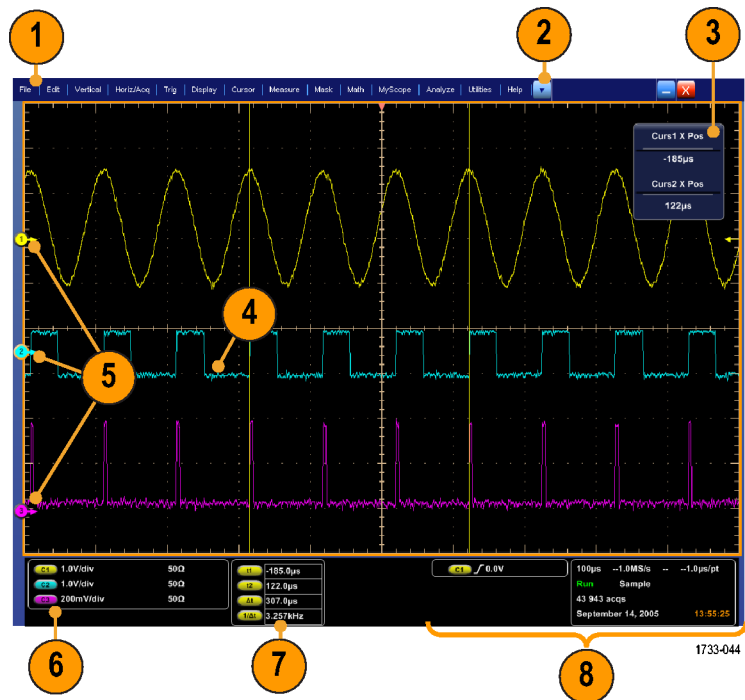 1
2
3
File Edit Vertical Horiz/Acq Trig Display Cursor Measure Mask Math MyScope Analyze Utilities Help
X
Curs1 X Pos
-185µs
Curs2 X Pos
122µs
1
4
2
5
3
C1 1.0V/div 50Ω
C2 1.0V/div 50Ω
C3 200mV/div 50Ω
t1 -185.0µs
t2 122.0µs
Δt 307.0µs
1/Δt 3.257kHz
C1 0.0V
100µs --1.0MS/s -- --1.0µs/pt
Run Sample
43 943 acqs
September 14, 2005 13:55:25
6
7
8
1733-044